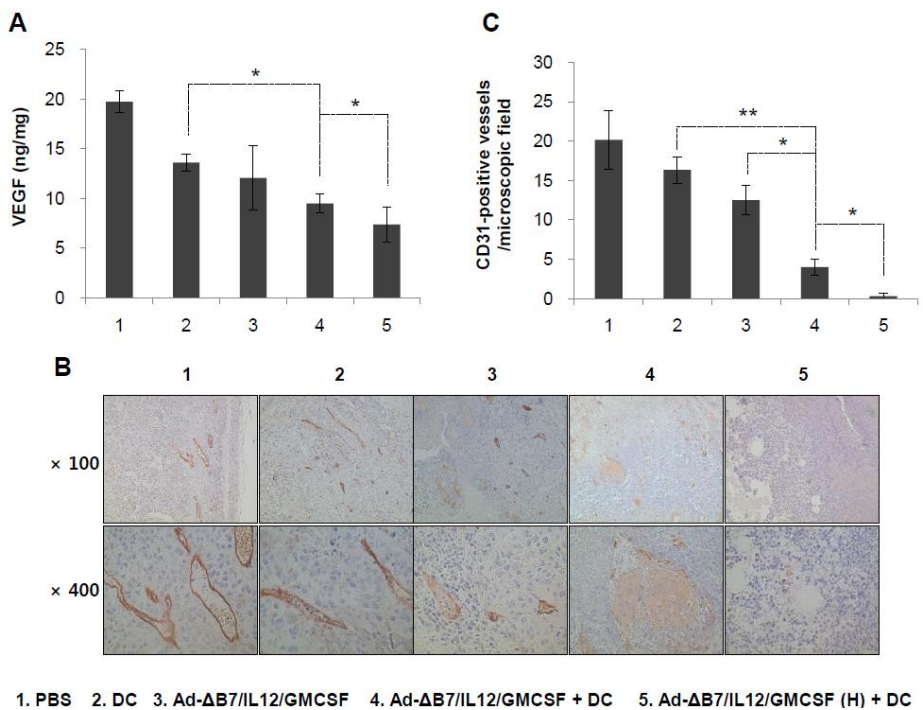 A
VEGF (ng/mg)
25
20
15
10
5
0
*
*
1 2 3 4 5
C
CD31-positive vessels
/microscopic field
30
25
20
15
10
5
0
**
*
*
1 2 3 4 5
B
1 2 3 4 5
× 100
× 400
1. PBS 2. DC 3. Ad-ΔB7/IL12/GMCSF 4. Ad-ΔB7/IL12/GMCSF + DC 5. Ad-ΔB7/IL12/GMCSF (H) + DC